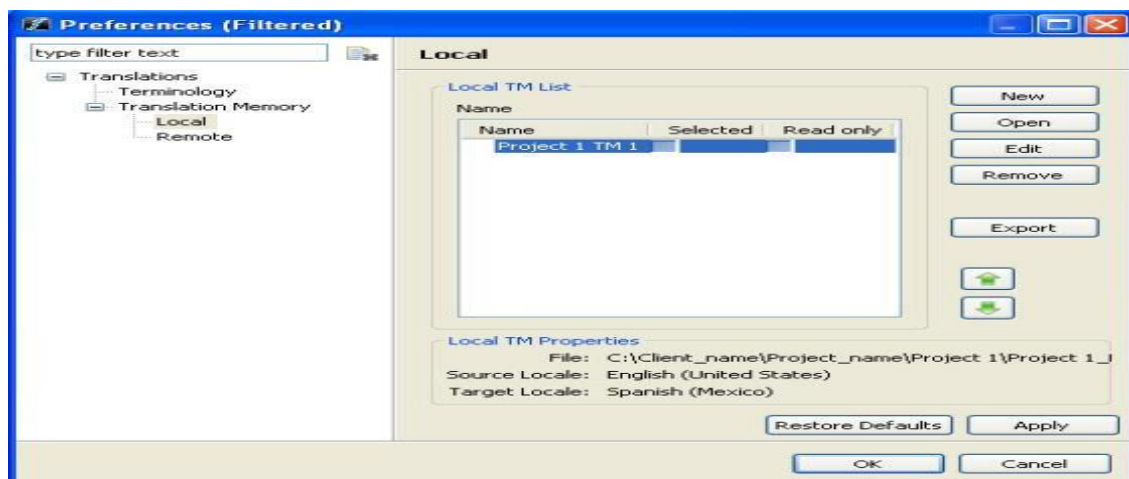 Preferences (Filtered)
type filter text
Translations
Terminology
Translation Memory
Local
Remote
Local
Local TM List
Name
Name Selected Read only
Project 1 TM 1
New
Open
Edit
Remove
Export
Local TM Properties
File: C:\Client_name\Project_name\Project 1\Project 1_
Source Locale: English (United States)
Target Locale: Spanish (Mexico)
Restore Defaults Apply
OK Cancel